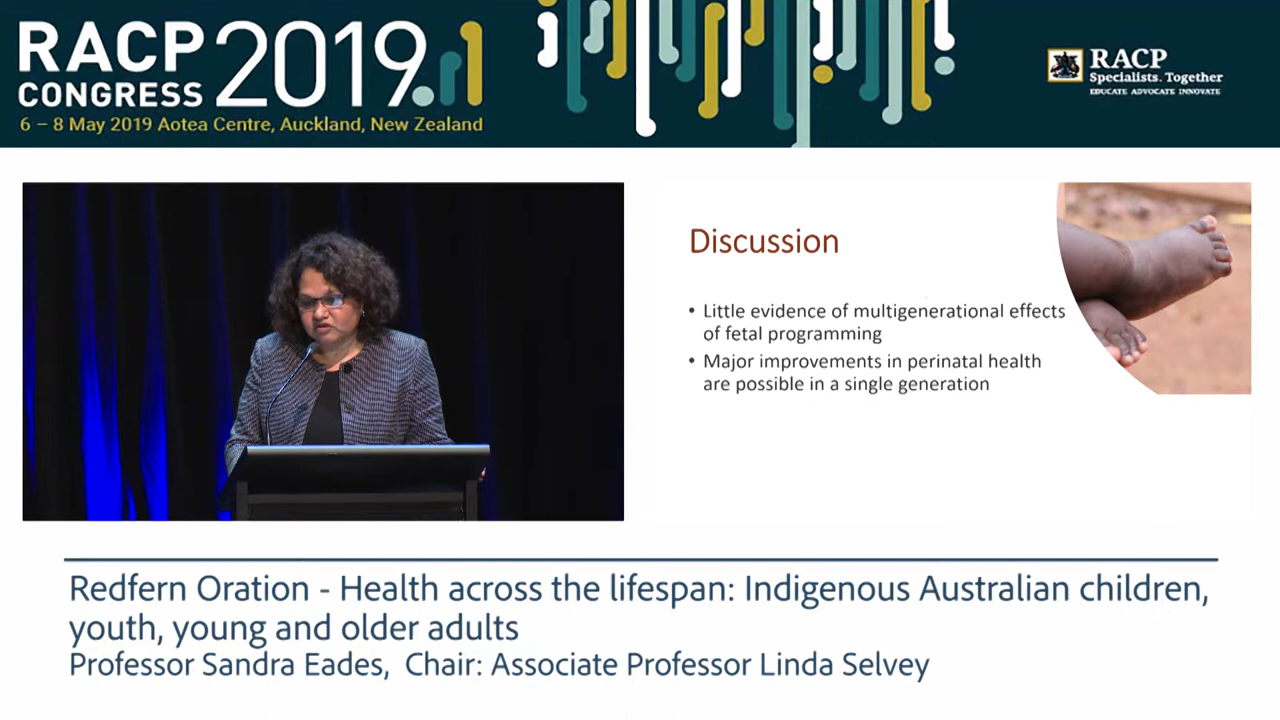 RACP
CONGRESS
2019
6 – 8 May 2019 Aotea Centre, Auckland, New Zealand
RACP
Specialists. Together
EDUCATE ADVOCATE INNOVATE
Discussion
• Little evidence of multigenerational effects
of fetal programming
• Major improvements in perinatal health
are possible in a single generation
Redfern Oration - Health across the lifespan: Indigenous Australian children,
youth, young and older adults
Professor Sandra Eades, Chair: Associate Professor Linda Selvey